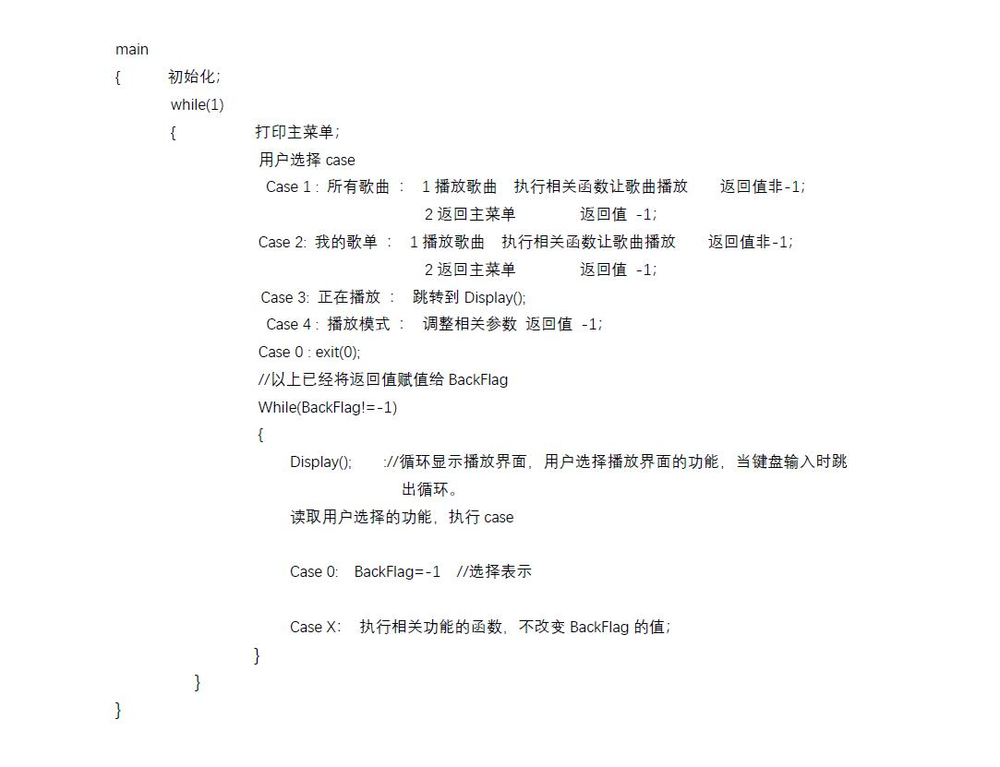 main
{ 初始化;
while(1)
{ 打印主菜单;
用户选择 case
Case 1 : 所有歌曲 ： 1 播放歌曲 执行相关函数让歌曲播放 返回值非-1;
2 返回主菜单 返回值 -1;
Case 2: 我的歌单 ： 1 播放歌曲 执行相关函数让歌曲播放 返回值非-1;
2 返回主菜单 返回值 -1;
Case 3: 正在播放 ： 跳转到 Display();
Case 4 : 播放模式 ： 调整相关参数 返回值 -1;
Case 0 : exit(0);
//以上已经将返回值赋值给 BackFlag
While(BackFlag!=-1)
{
Display(); ://循环显示播放界面，用户选择播放界面的功能，当键盘输入时跳
出循环。
读取用户选择的功能，执行 case
Case 0: BackFlag=-1 //选择表示
Case X： 执行相关功能的函数，不改变 BackFlag 的值;
}
}
}